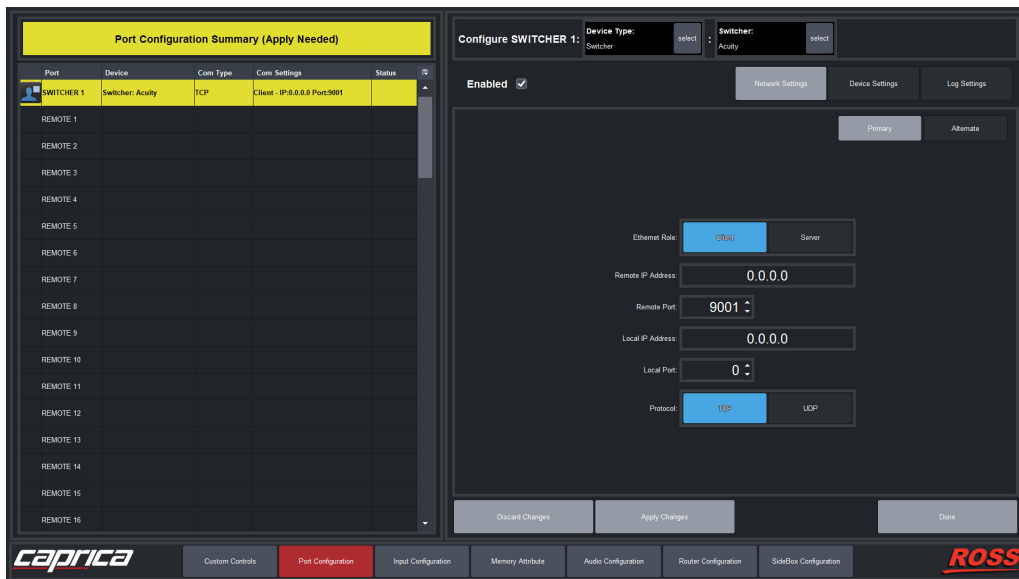 Port Configuration Summary (Apply Needed)
Port Device Com Type Com Settings Status
SWITCHER 1 Switcher: Acuity TCP Client - IP:0.0.0.0 Port:9001
REMOTE 1
REMOTE 2
REMOTE 3
REMOTE 4
REMOTE 5
REMOTE 6
REMOTE 7
REMOTE 8
REMOTE 9
REMOTE 10
REMOTE 11
REMOTE 12
REMOTE 13
REMOTE 14
REMOTE 15
REMOTE 16
Configure SWITCHER 1: Device Type: Switcher select : Switcher: Acuity select
Enabled Network Settings Device Settings Log Settings
Primary Alternate
Ethernet Role: Client Server
Remote IP Address: 0.0.0.0
Remote Port: 9001
Local IP Address: 0.0.0.0
Local Port: 0
Protocol: TCP UDP
Discard Changes Apply Changes Done
caprica Custom Controls Port Configuration Input Configuration Memory Attribute Audio Configuration Router Configuration SideBox Configuration ROSS